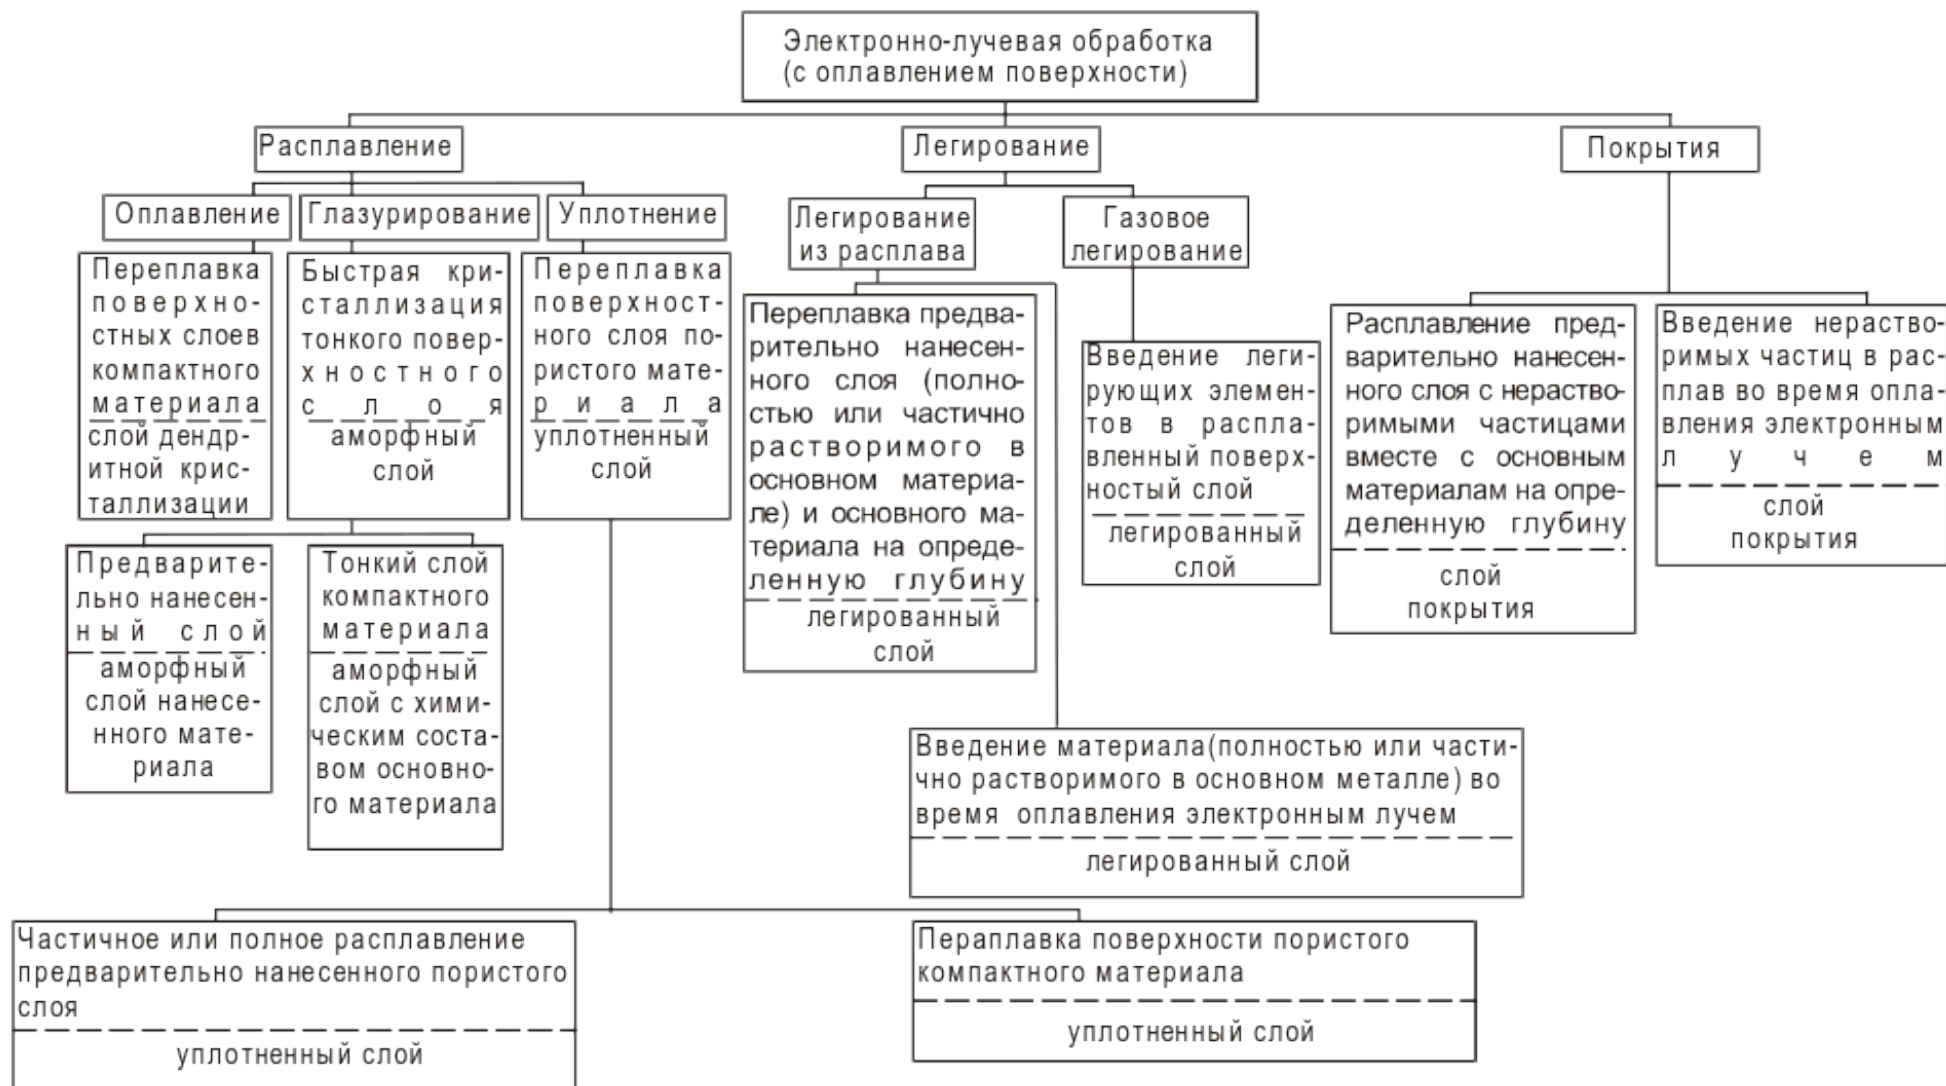 Электронно-лучевая обработка
(с оплавлением поверхности)
Расплавление
Легирование
Покрытия
Оплавление
Глазурирование
Уплотнение
Легирование
из расплава
Газовое
легирование
Переплавка
поверхно-
стных слоев
компактного
материала
слой дендр-
итной крис-
таллизации
Быстрая кри-
сталлизация
тонкого повер-
хностного
слоя
аморфный
слой
Переплавка
поверхност-
ного слоя по-
ристого мате-
риала
уплотненный
слой
Переплавка предва-
рительно нанесен-
ного слоя (полно-
стью или частично
растворимого в
основном материа-
ле) и основного ма-
териала на опреде-
ленную глубину
легированный
слой
Введение леги-
рующих элемен-
тов в распла-
вленный поверх-
ностый слой
легированный
слой
Расплавление пред-
варительно нанесен-
ного слоя с нераство-
римыми частицами
вместе с основным
материалам на опре-
деленную глубину
слой
покрытия
Введение нераство-
римых частиц в рас-
плав во время опла-
вления электронным
лучем
слой
покрытия
Предварите-
льно нанесен-
ный слой
аморфный
слой нанесе-
нного мате-
риала
Тонкий слой
компактного
материала
аморфный
слой с хими-
ческим соста-
вом основно-
го материала
Введение материала(полностью или части-
чно растворимого в основном металле) во
время оплавления электронным лучем
легированный слой
Частичное или полное расплавление
предварительно нанесенного пористого
слоя
уплотненный слой
Пераплавка поверхности пористого
компактного материала
уплотненный слой